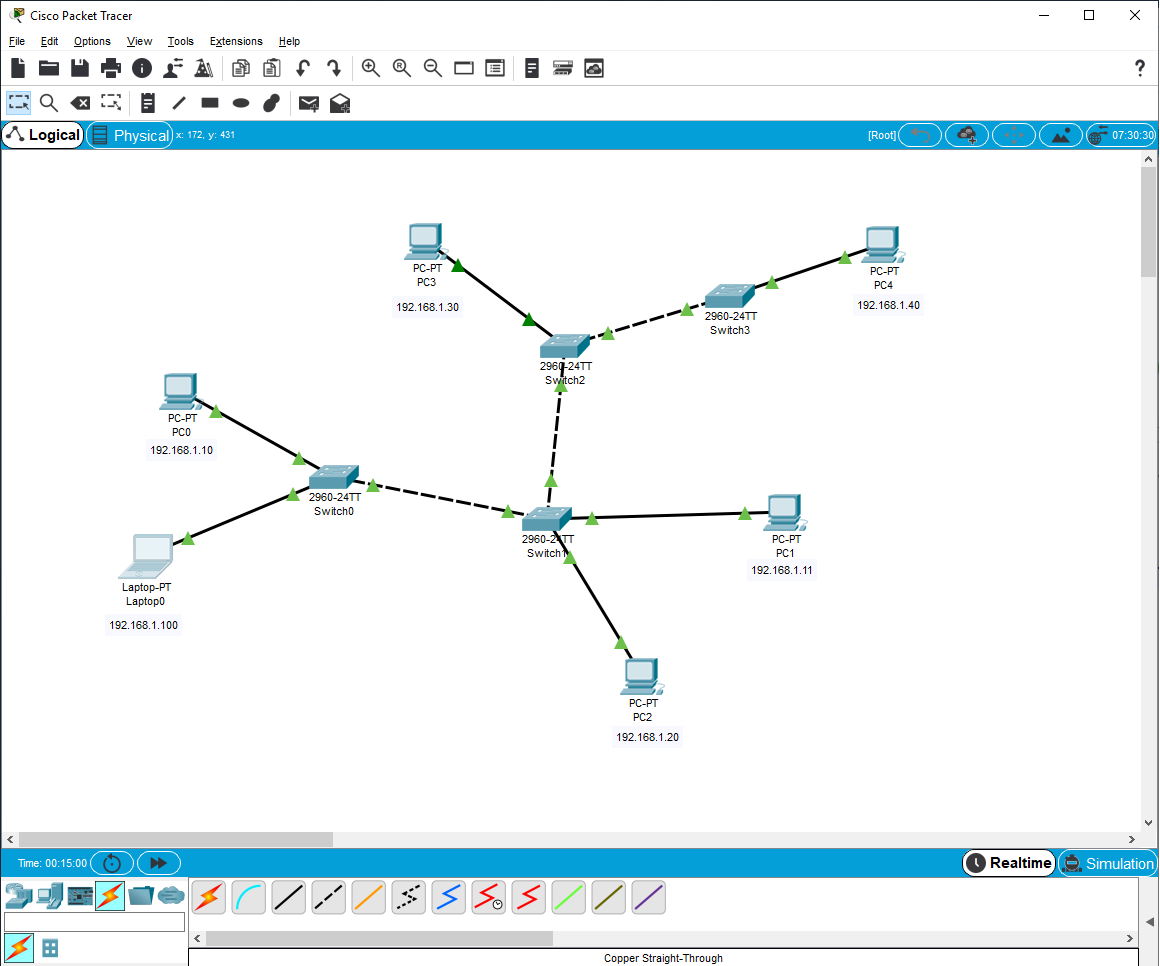 Cisco Packet Tracer
File Edit Options View Tools Extensions Help
R
?
Logical Physical x: 172, y: 431 [Root] 07:30:30
PC-PT
PC3
192.168.1.30
PC-PT
PC4
192.168.1.40
2960-24TT
Switch3
2960-24TT
Switch2
PC-PT
PC0
192.168.1.10
2960-24TT
Switch0
2960-24TT
Switch1
PC-PT
PC1
192.168.1.11
Laptop-PT
Laptop0
192.168.1.100
PC-PT
PC2
192.168.1.20
Time: 00:15:00 Realtime Simulation
Copper Straight-Through